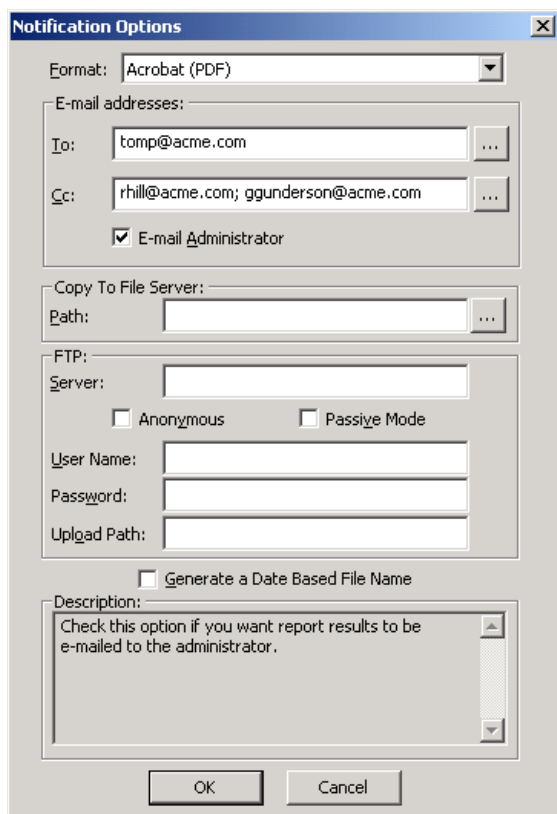 Notification Options
Format: Acrobat (PDF)
E-mail addresses:
To: tomp@acme.com ...
Cc: rhill@acme.com; ggunderson@acme.com ...
E-mail Administrator
Copy To File Server:
Path: ...
FTP:
Server:
Anonymous Passive Mode
User Name:
Password:
Upload Path:
Generate a Date Based File Name
Description:
Check this option if you want report results to be
e-mailed to the administrator.
OK Cancel